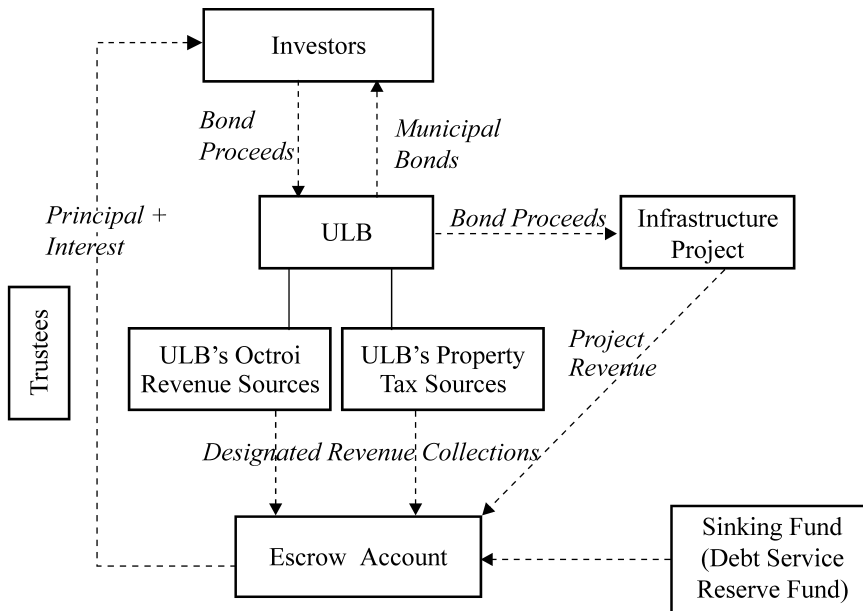 Investors
Bond
Proceeds
Municipal
Bonds
Principal +
Interest
ULB
Bond Proceeds
Infrastructure
Project
Trustees
ULB’s Octroi
Revenue Sources
ULB’s Property
Tax Sources
Project
Revenue
Designated Revenue Collections
Escrow Account
Sinking Fund
(Debt Service
Reserve Fund)